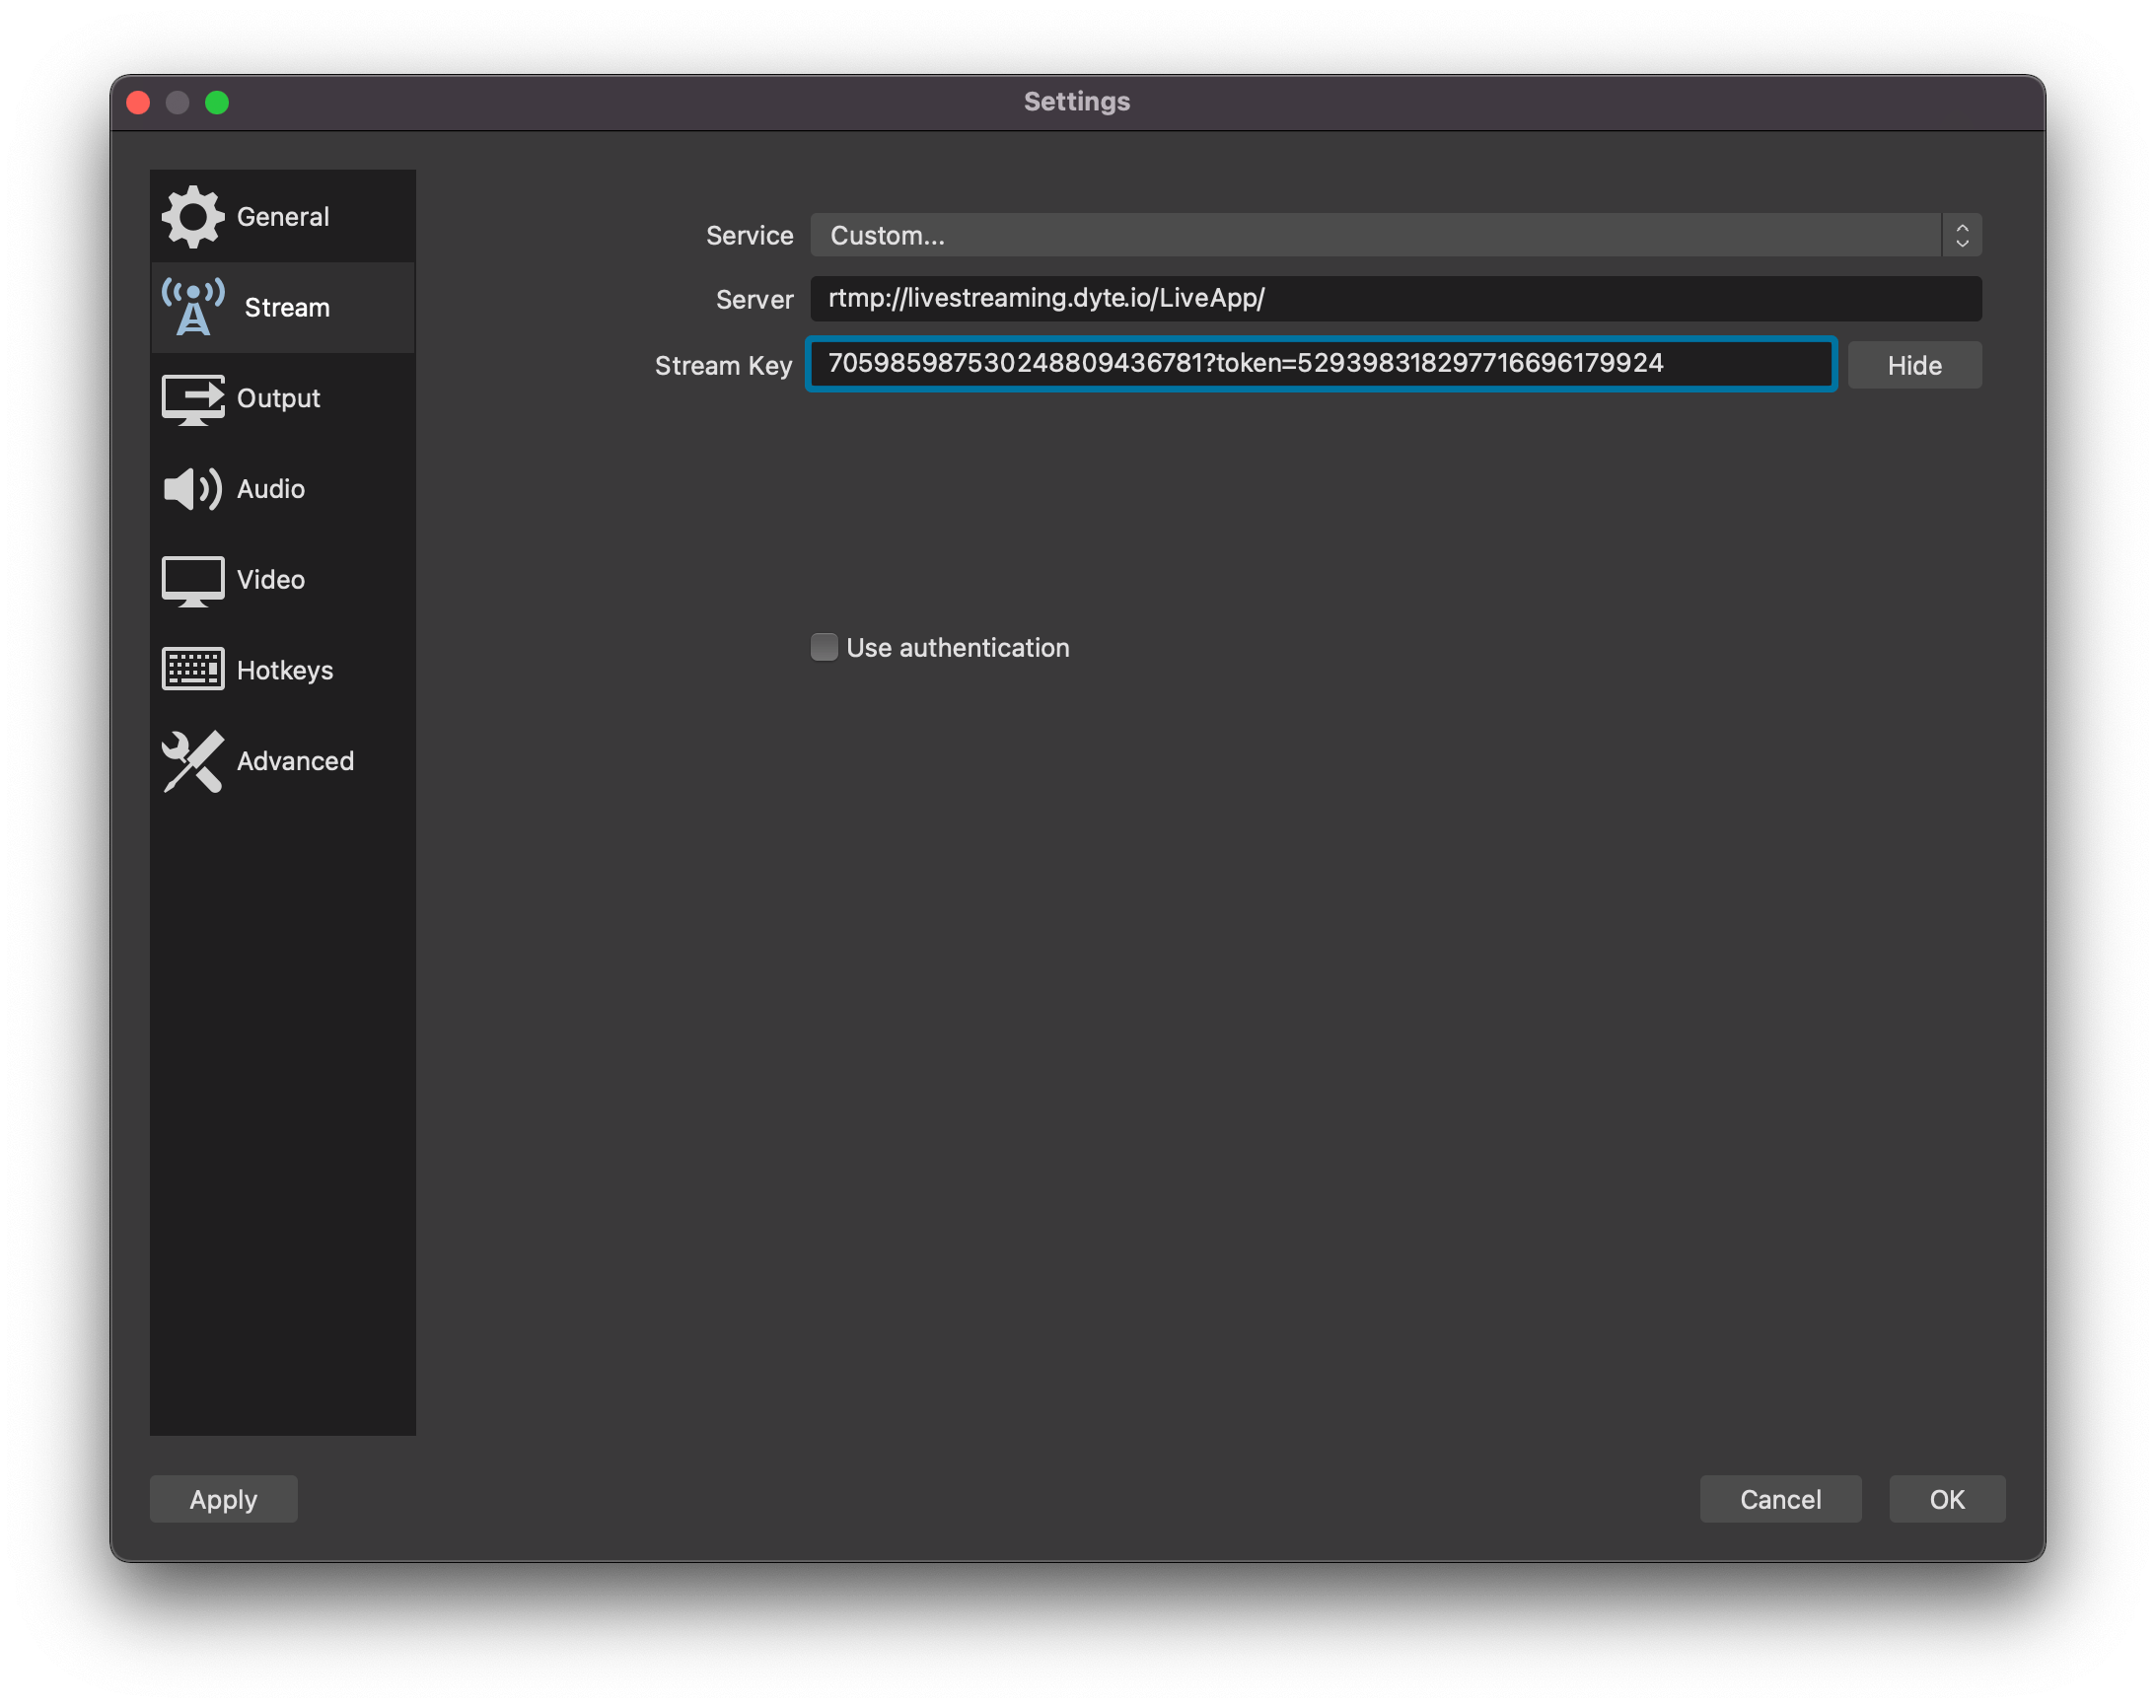 Settings
General
Stream
Output
Audio
Video
Hotkeys
Advanced
Service Custom...
Server rtmp://livestreaming.dyte.io/LiveApp/
Stream Key 705985987530248809436781?token=529398318297716696179924 Hide
Use authentication
Apply Cancel OK